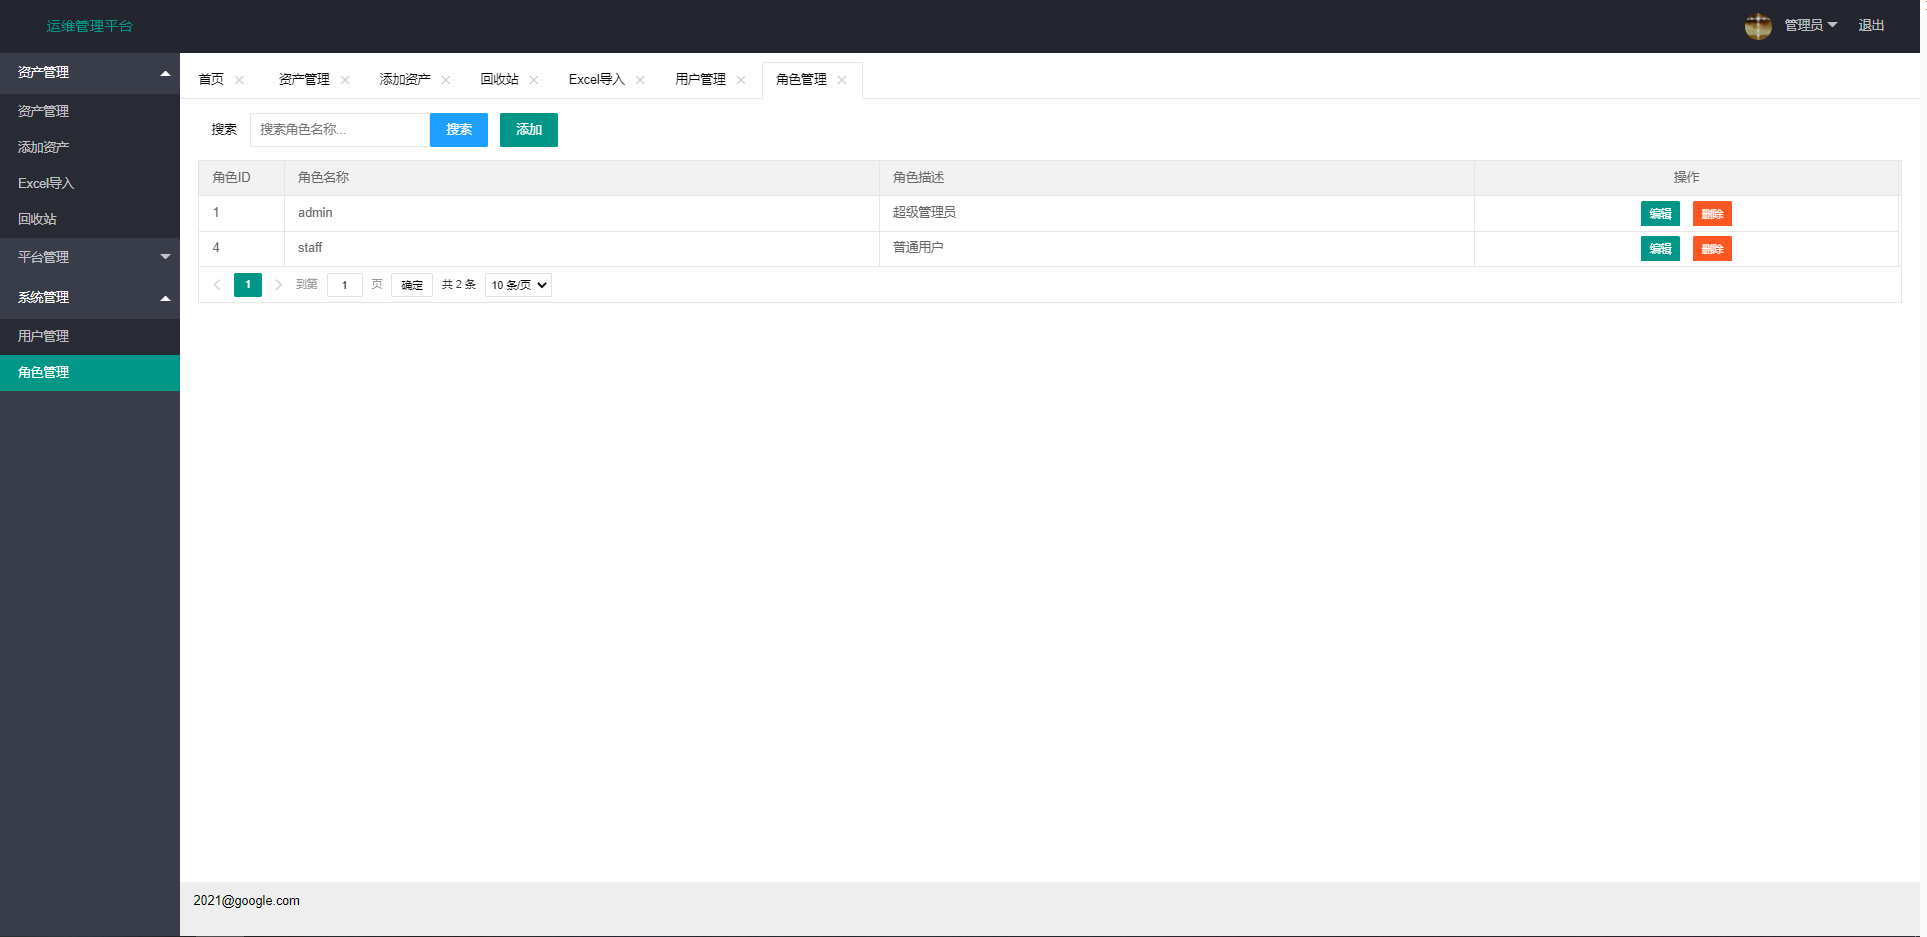 运维管理平台
管理员
退出
资产管理
资产管理
添加资产
Excel导入
回收站
平台管理
系统管理
用户管理
角色管理
首页
资产管理
添加资产
回收站
Excel导入
用户管理
角色管理
搜索
搜索角色名称...
搜索
添加
角色ID 角色名称 角色描述 操作
1 admin 超级管理员 编辑 删除
4 staff 普通用户 编辑 删除
1 到第 1 页 确定 共 2 条 10 条/页
2021@google.com